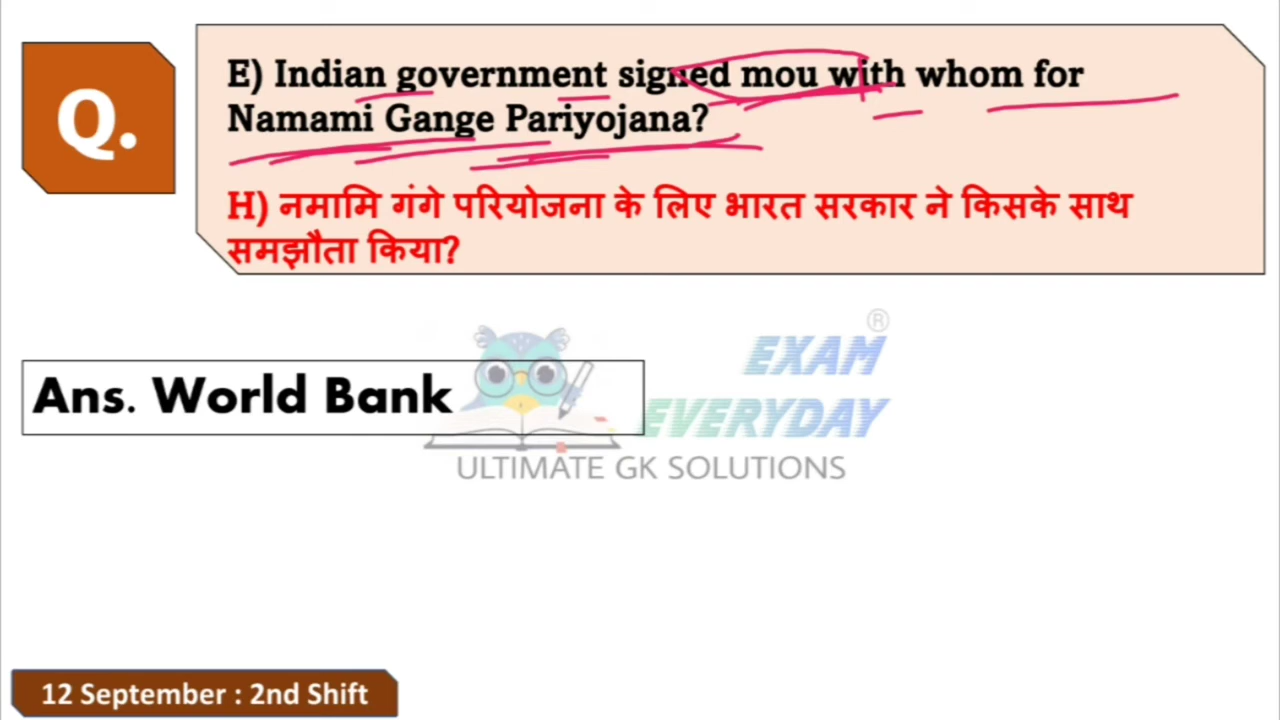 Q.
E) Indian government signed mou with whom for
Namami Gange Pariyojana?
H) नमामि गंगे परियोजना के लिए भारत सरकार ने किसके साथ
समझौता किया?
Ans. World Bank
®
EXAM
EVERYDAY
ULTIMATE GK SOLUTIONS
12 September : 2nd Shift